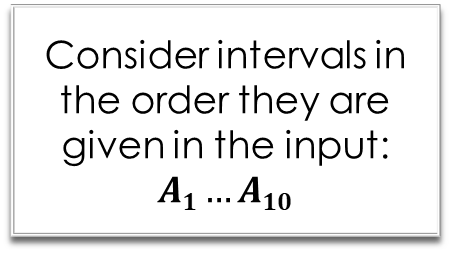 Consider intervals in
the order they are
given in the input:
A₁ ... A₁₀